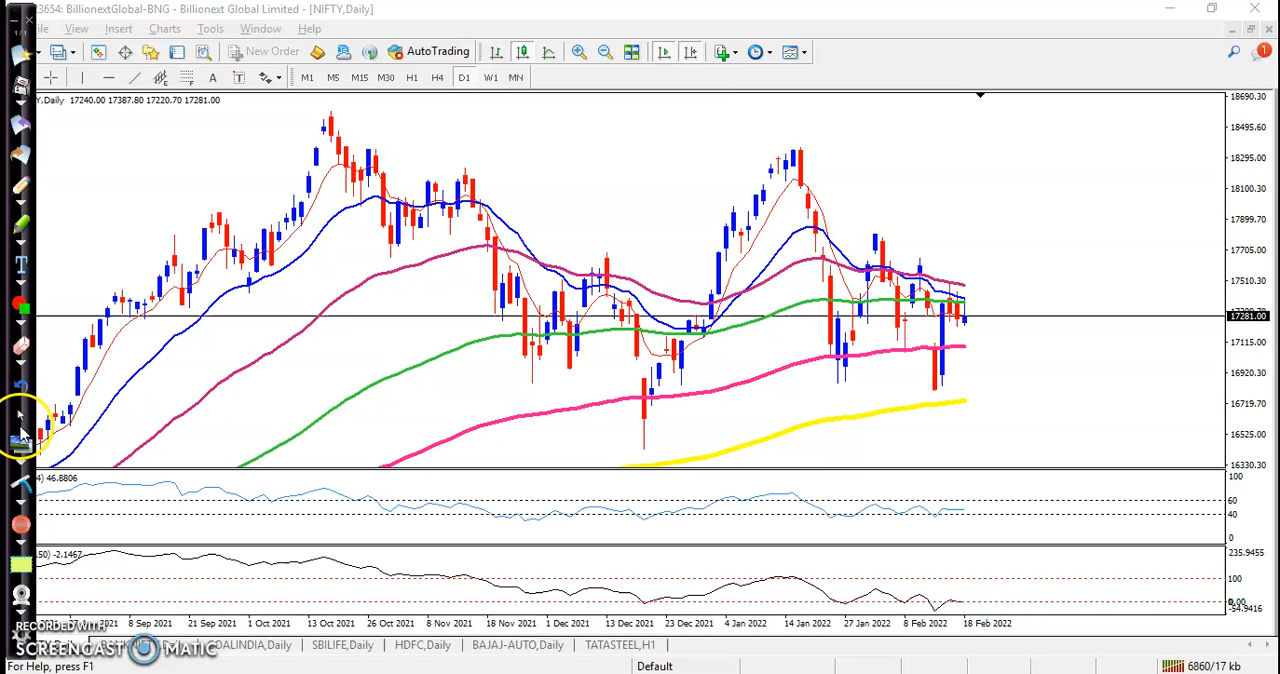 23654: BillionextGlobal-BNG - Billionext Global Limited - [NIFTY,Daily]
File View Insert Charts Tools Window Help
New Order AutoTrading
A T M1 M5 M15 M30 H1 H4 D1 W1 MN
Y,Daily 17240.00 17387.80 17220.70 17281.00
18690.30
18495.60
18295.00
18100.30
17899.70
17705.00
17510.30
17281.00
17115.00
16920.30
16719.70
16525.00
16330.30
4) 46.8806
100
60
40
0
50) -2.1467
235.9455
100
0.00
-54.9416
8 Sep 2021 21 Sep 2021 1 Oct 2021 13 Oct 2021 26 Oct 2021 8 Nov 2021 18 Nov 2021 1 Dec 2021 13 Dec 2021 23 Dec 2021 4 Jan 2022 14 Jan 2022 27 Jan 2022 8 Feb 2022 18 Feb 2022
RECORDED WITH
SCREENCAST MATIC
COALINDIA,Daily SBILIFE,Daily HDFC,Daily BAJAJ-AUTO,Daily TATASTEEL,H1
For Help, press F1 Default 6860/17 kb